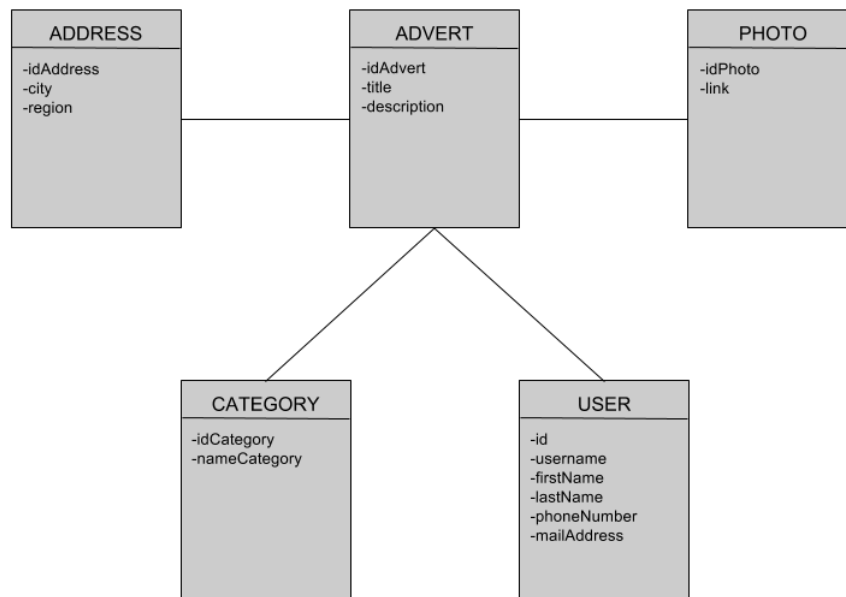 ADDRESS
-idAddress
-city
-region
ADVERT
-idAdvert
-title
-description
PHOTO
-idPhoto
-link
CATEGORY
-idCategory
-nameCategory
USER
-id
-username
-firstName
-lastName
-phoneNumber
-mailAddress